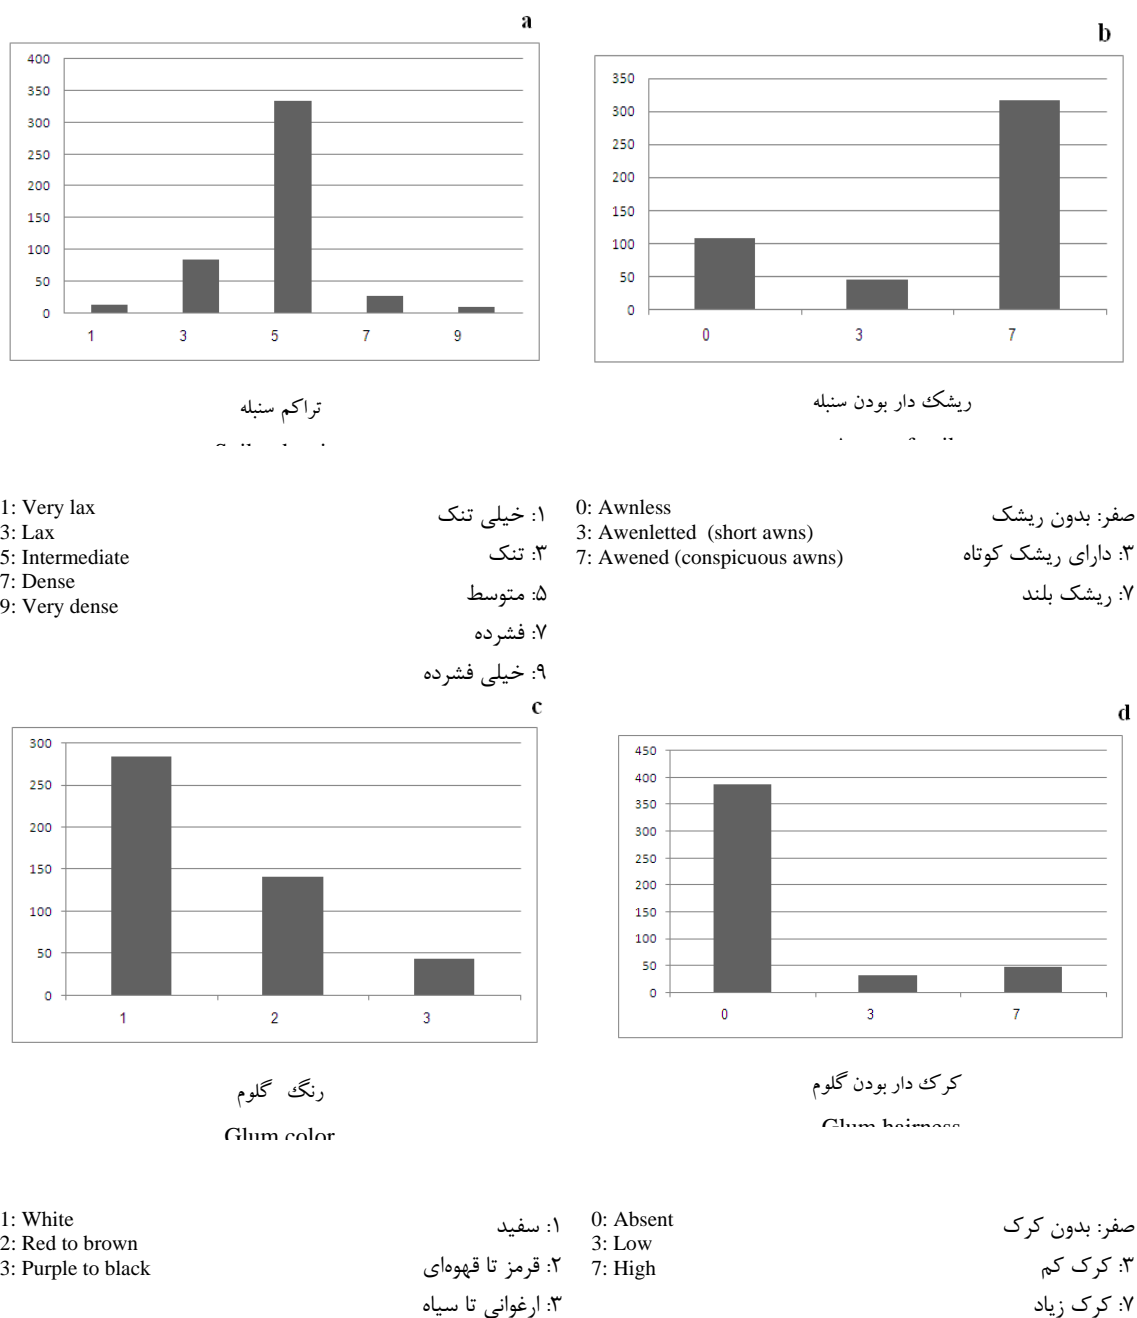 a
400
350
300
250
200
150
100
50
0
1 3 5 7 9
تراکم سنبله
b
350
300
250
200
150
100
50
0
0 3 7
ریشک دار بودن سنبله
1: Very lax
3: Lax
5: Intermediate
7: Dense
9: Very dense
۱: خیلی تنک
۳: تنک
۵: متوسط
۷: فشرده
۹: خیلی فشرده
0: Awnless
3: Awenletted (short awns)
7: Awened (conspicuous awns)
صفر: بدون ریشک
۳: دارای ریشک کوتاه
۷: ریشک بلند
c
300
250
200
150
100
50
0
1 2 3
رنگ گلوم
Glum color
d
450
400
350
300
250
200
150
100
50
0
0 3 7
کرک دار بودن گلوم
Glum hairness
1: White
2: Red to brown
3: Purple to black
۱: سفید
۲: قرمز تا قهوه‌ای
۳: ارغوانی تا سیاه
0: Absent
3: Low
7: High
صفر: بدون کرک
۳: کرک کم
۷: کرک زیاد